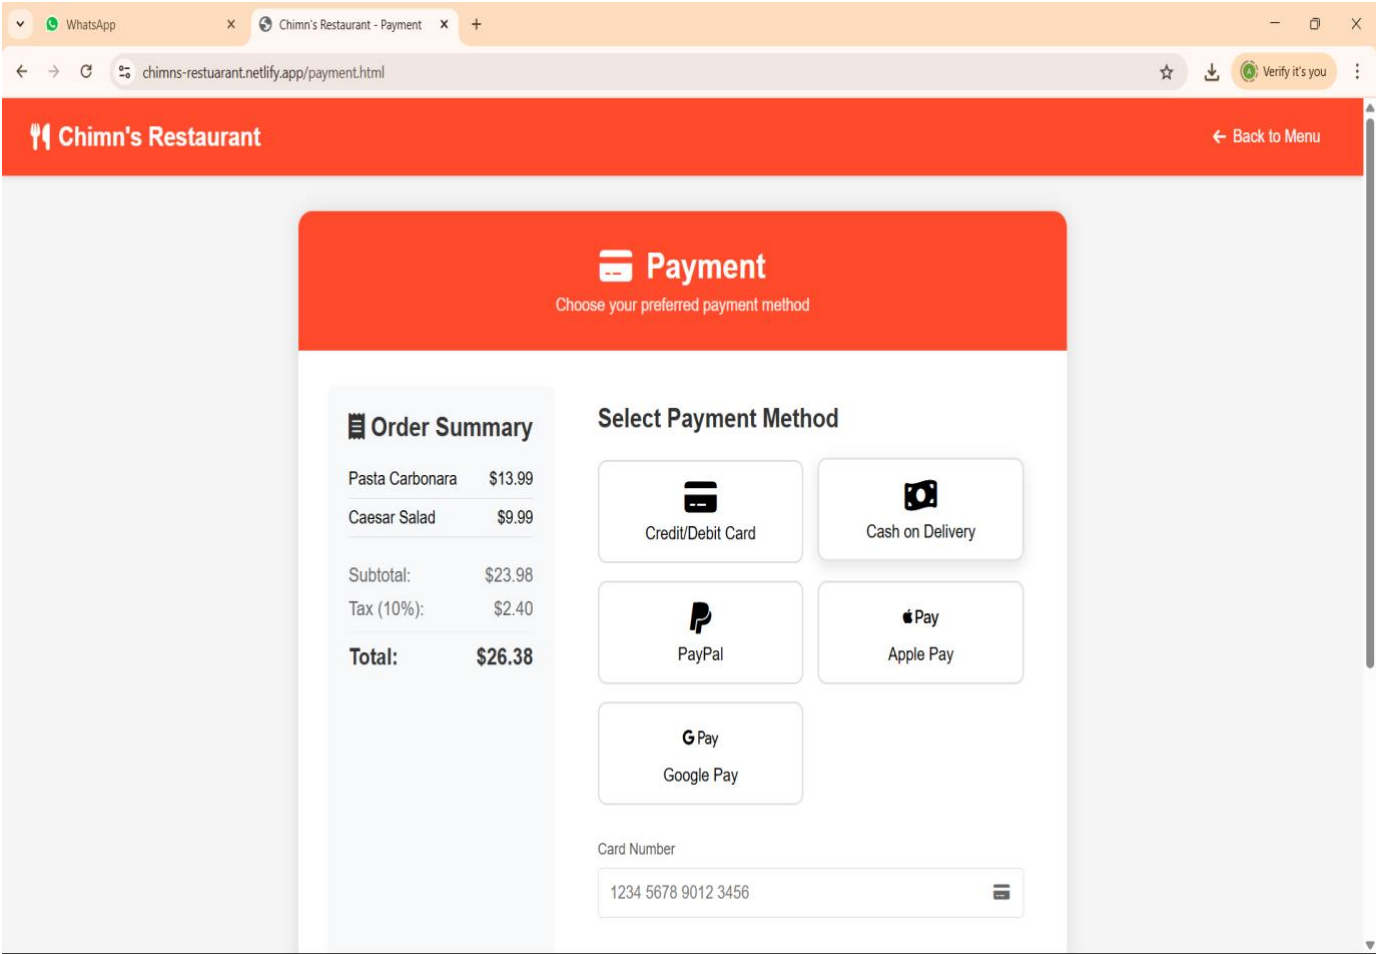 WhatsApp
Chimn's Restaurant - Payment
chimns-restuarant.netlify.app/payment.html
Verify it's you
Chimn's Restaurant
Back to Menu
Payment
Choose your preferred payment method
Order Summary
Pasta Carbonara $13.99
Caesar Salad $9.99
Subtotal: $23.98
Tax (10%): $2.40
Total: $26.38
Select Payment Method
Credit/Debit Card
Cash on Delivery
PayPal
Pay
Apple Pay
G Pay
Google Pay
Card Number
1234 5678 9012 3456